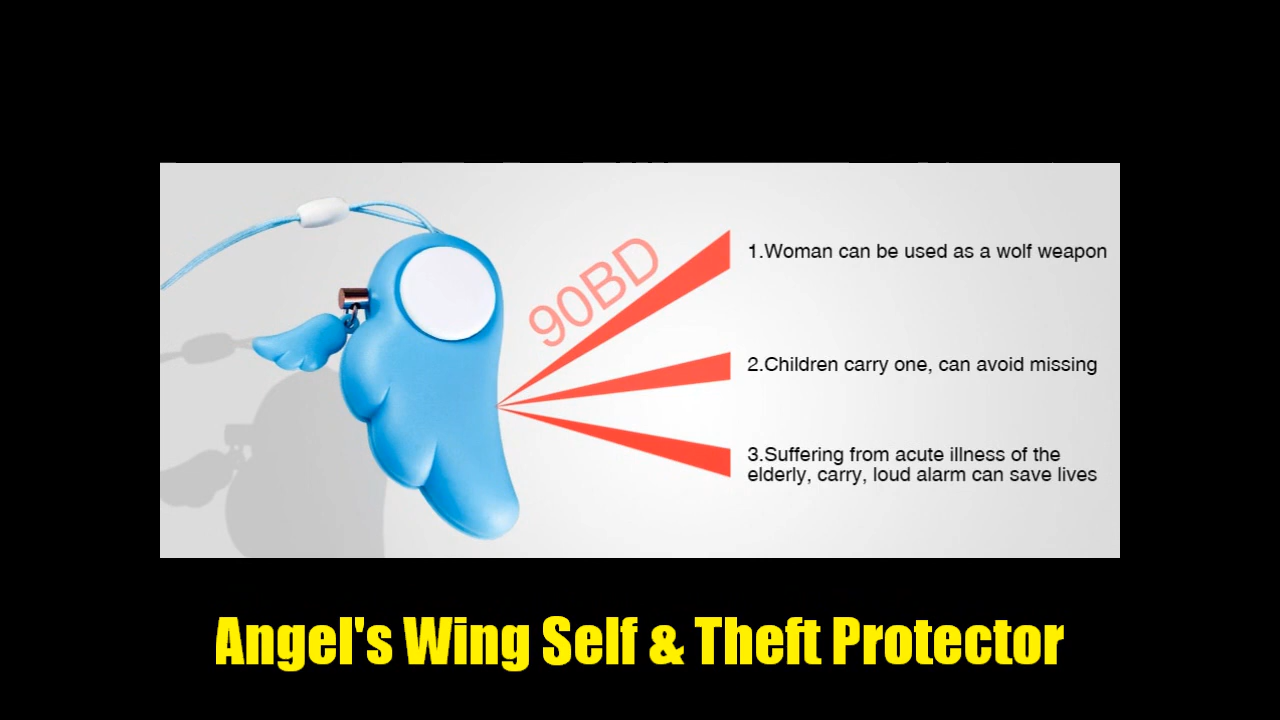 90BD
1.Woman can be used as a wolf weapon
2.Children carry one, can avoid missing
3.Suffering from acute illness of the
elderly, carry, loud alarm can save lives
Angel's Wing Self & Theft Protector